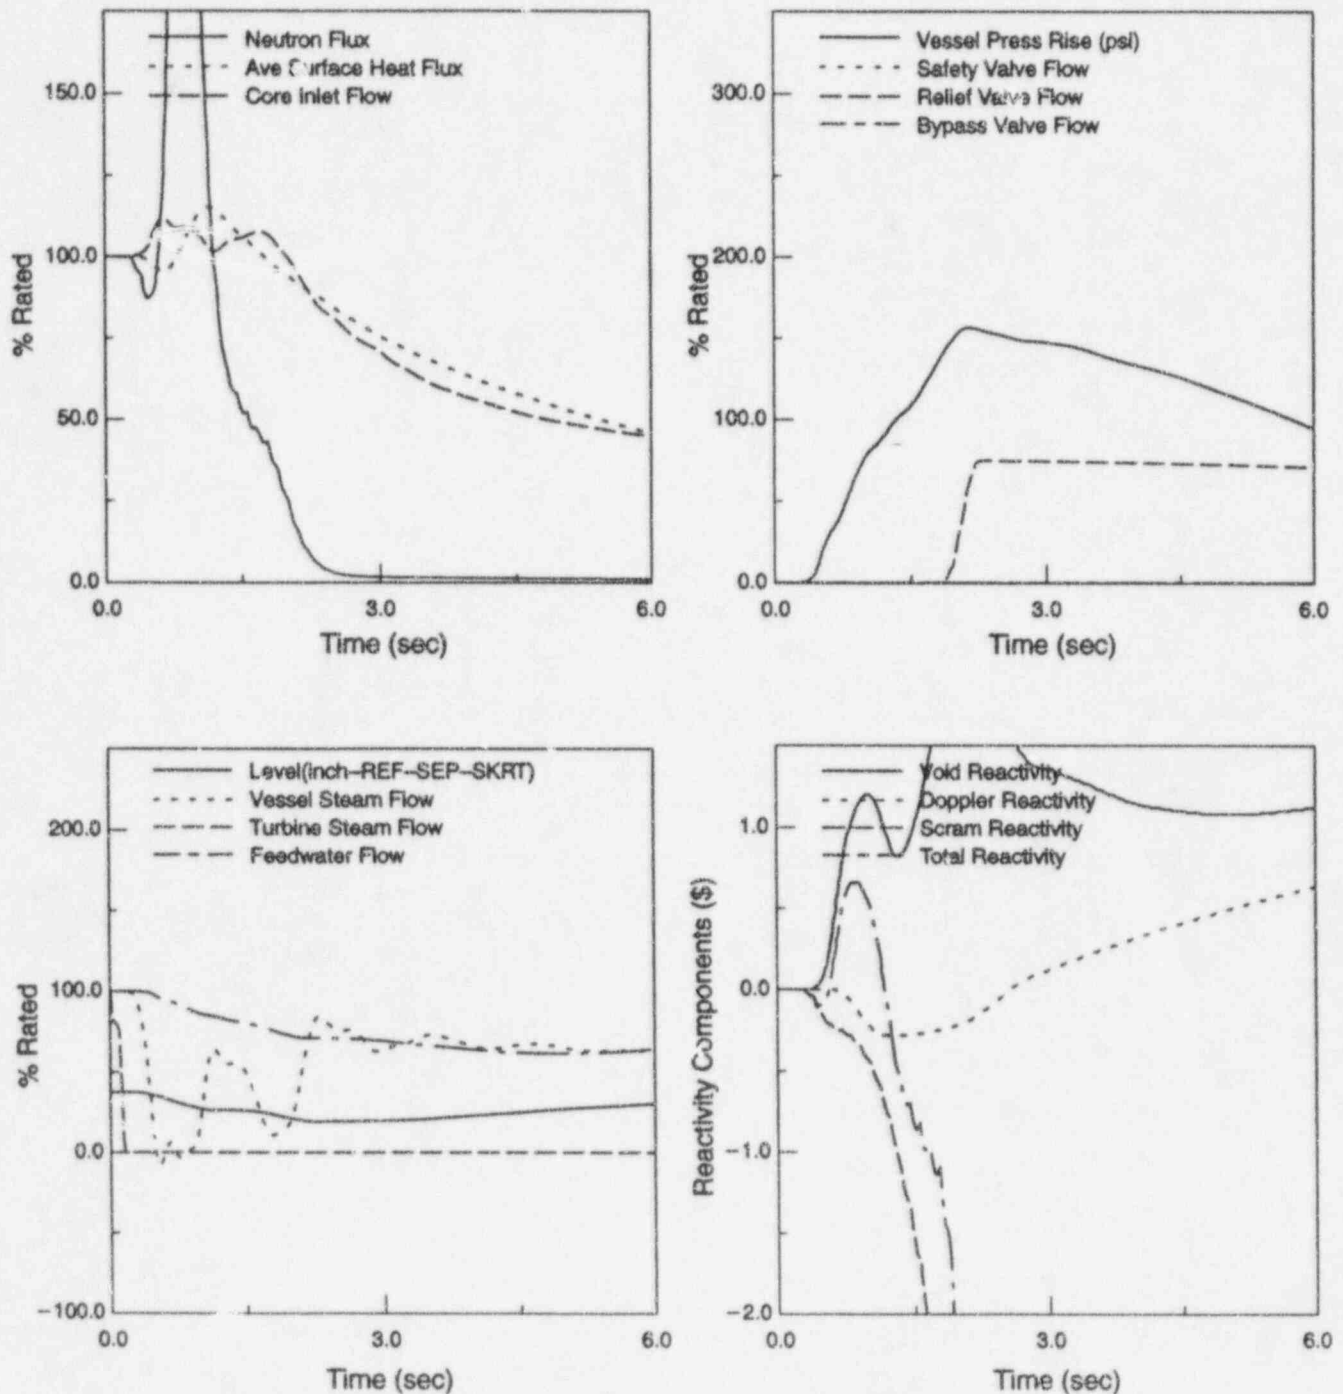 Neutron Flux
Ave Surface Heat Flux
Core Inlet Flow
150.0
100.0
50.0
0.0
% Rated
0.0
3.0
6.0
Time (sec)
Vessel Press Rise (psi)
Safety Valve Flow
Relief Valve Flow
Bypass Valve Flow
300.0
200.0
100.0
0.0
% Rated
0.0
3.0
6.0
Time (sec)
Level(inch-REF-SEP-SKRT)
Vessel Steam Flow
Turbine Steam Flow
Feedwater Flow
200.0
100.0
0.0
-100.0
% Rated
0.0
3.0
6.0
Time (sec)
Void Reactivity
Doppler Reactivity
Scram Reactivity
Total Reactivity
1.0
0.0
-1.0
-2.0
Reactivity Components ($)
0.0
3.0
6.0
Time (sec)